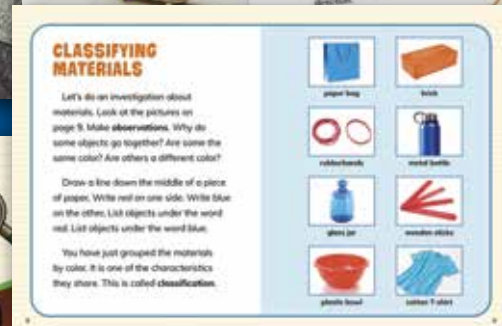 CLASSIFYING
MATERIALS
Let's do an investigation about
materials. Look at the pictures on
page 9. Make observations. Why do
some objects go together? Are some the
same color? Are others a different color?
Draw a line down the middle of a piece
of paper. Write red on one side. Write blue
on the other. List objects under the word
red. List objects under the word blue.
You have just grouped the materials
by color. It is one of the characteristics
they share. This is called classification.
paper bag
brick
rubberbands
metal bottle
glass jar
wooden sticks
plastic bowl
cotton T-shirt